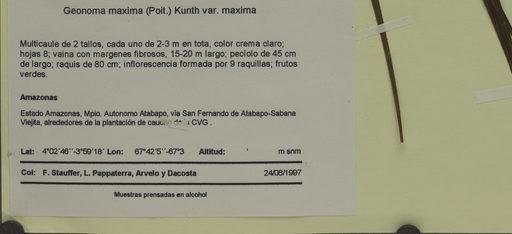 Geonoma maxima (Poit.) Kunth var. maxima
Multicaule de 2 tallos, cada uno de 2-3 m en tota, color crema claro;
hojas 8; vaina con margenes fibrosos, 15-20 m largo; peciolo de 45 cm
de largo; raquis de 80 cm; inflorescencia formada por 9 raquillas; frutos
verdes.
Amazonas
Estado Amazonas, Mpio, Autonomo Atabapo, via San Fernando de Atabapo-Sabana
Viejita, alrededores de la plantación de caucho de la CVG .
Lat: 4°02´46´´-3°59´18´ Lon: 67°42´5´´-67°3 Altitud: ´ m snm
Col: F. Stauffer, L. Pappaterra, Arvelo y Dacosta 24/08/1997
Muestras prensadas en alcohol